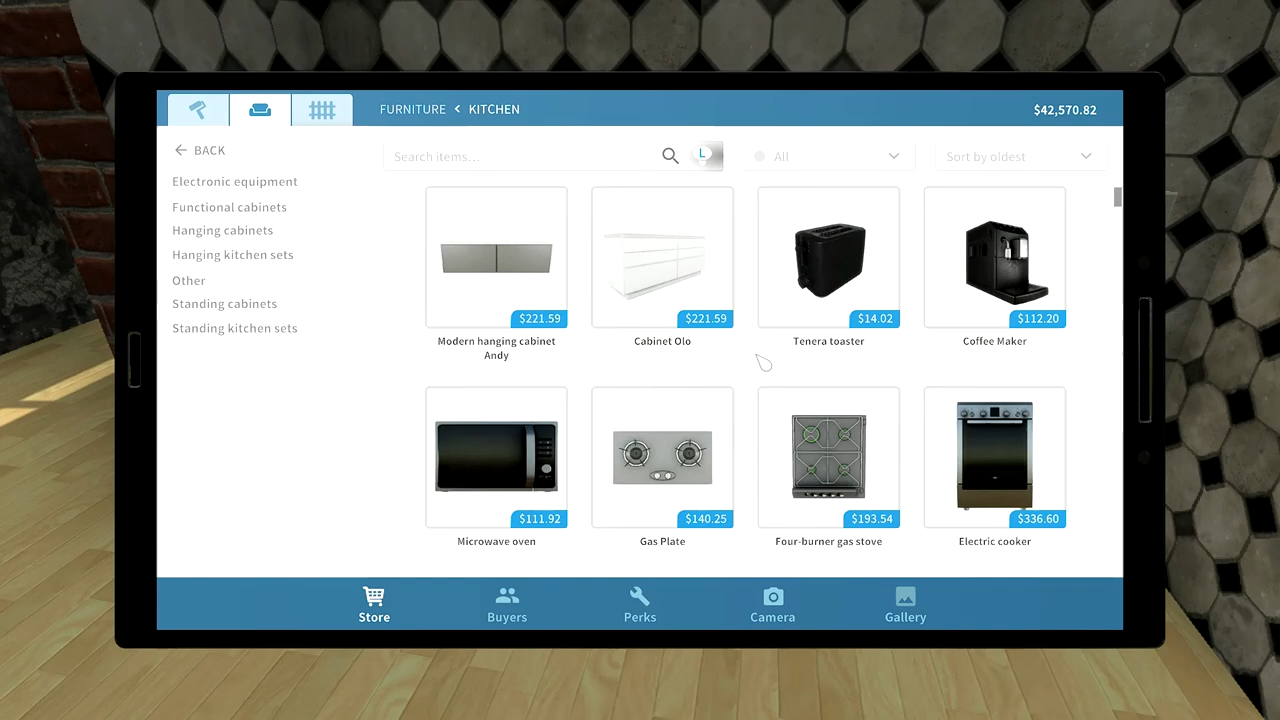 FURNITURE < KITCHEN
$42,570.82
BACK
Search items...
L
All
Sort by oldest
Electronic equipment
Functional cabinets
Hanging cabinets
Hanging kitchen sets
Other
Standing cabinets
Standing kitchen sets
$221.59
$221.59
$14.02
$112.20
Modern hanging cabinet
Andy
Cabinet Olo
Tenera toaster
Coffee Maker
$111.92
$140.25
$193.54
$336.60
Microwave oven
Gas Plate
Four-burner gas stove
Electric cooker
Store
Buyers
Perks
Camera
Gallery